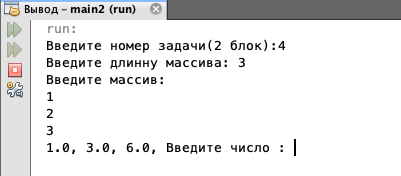 Вывод – main2 (run)
run:
Введите номер задачи(2 блок):4
Введите длинну массива: 3
Введите массив:
1
2
3
1.0, 3.0, 6.0, Введите число :